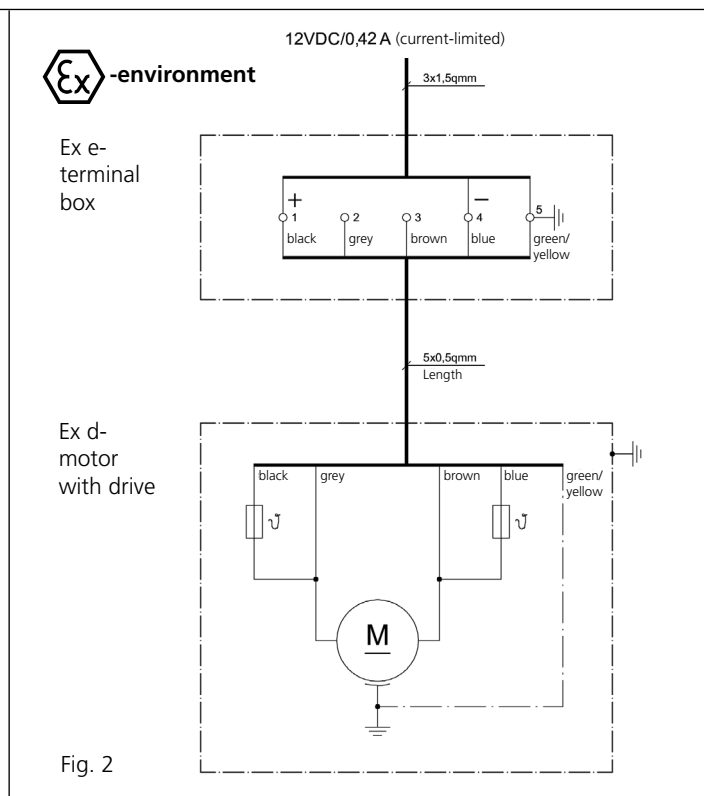 12VDC/0,42 A (current-limited)
Ex -environment
3x1,5qmm
Ex e-
terminal
box
+ −
1 2 3 4 5
black grey brown blue green/
yellow
5x0,5qmm
Length
Ex d-
motor
with drive
black grey brown blue green/
yellow
ϑ ϑ
M
Fig. 2